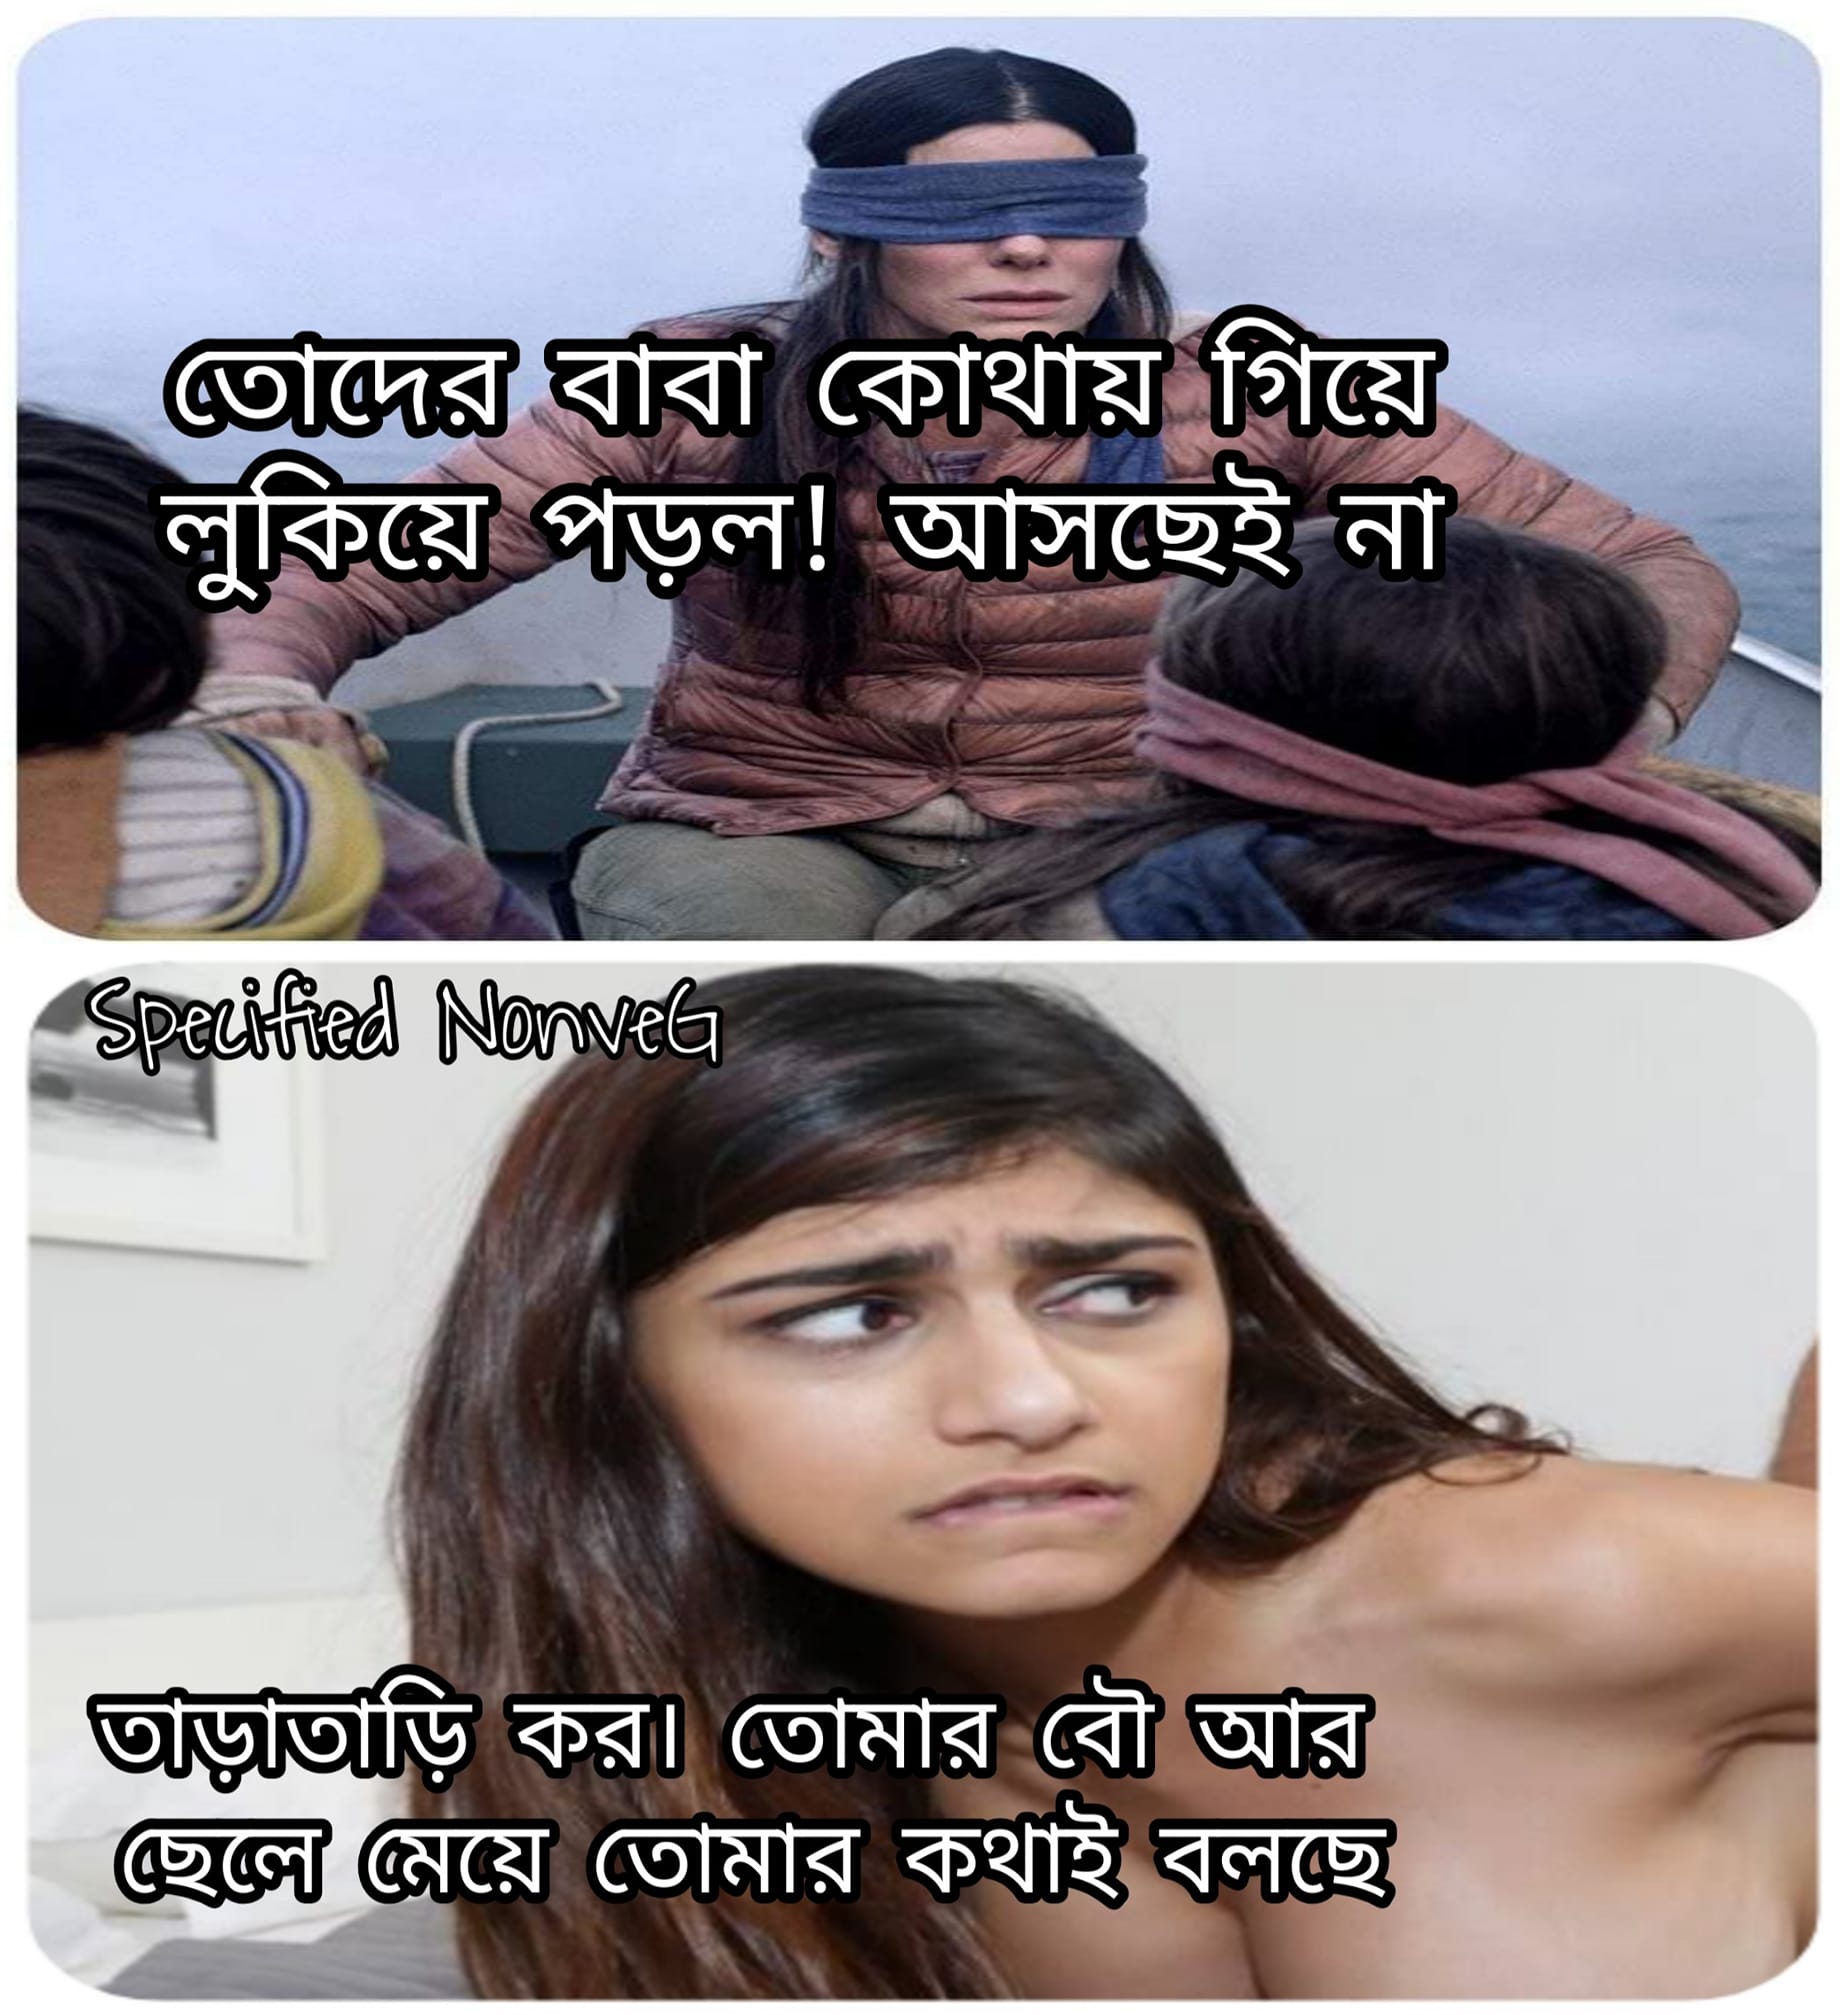 তোদের বাবা কোথায় গিয়ে
লুকিয়ে পড়ল! আসছেই না
Specified NonveG
তাড়াতাড়ি কর। তোমার বৌ আর
ছেলে মেয়ে তোমার কথাই বলছে